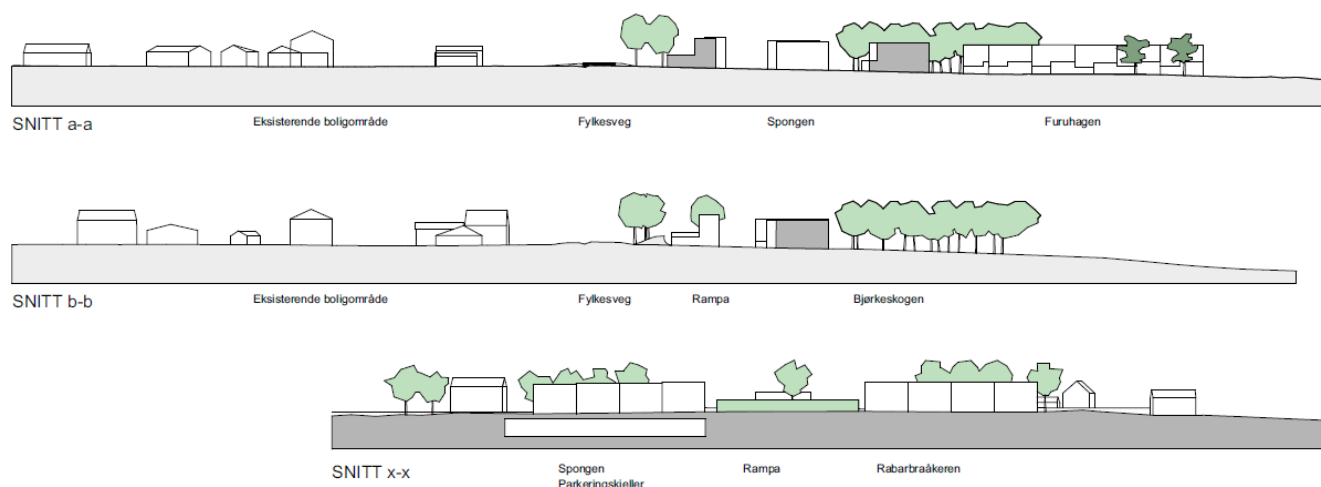 SNITT a-a
Eksisterende boligområde
Fylkesveg
Spongen
Furuhagen
SNITT b-b
Eksisterende boligområde
Fylkesveg
Rampa
Bjørkeskogen
SNITT x-x
Spongen
Parkeringskjeller
Rampa
Rabarbraåkeren